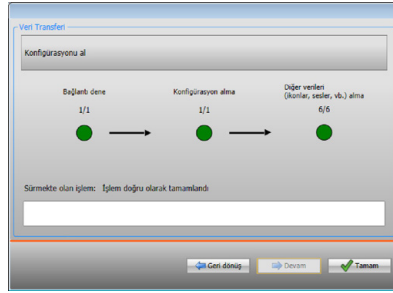 Veri Transferi
Konfigürasyonu al
Bağlantı dene
Konfigürasyon alma
Diğer verileri
(ikonlar, sesler, vb.) alma
1/1
1/1
6/6
Sürmekte olan işlem: İşlem doğru olarak tamamlandı
Geri dönüş
Devam
Tamam